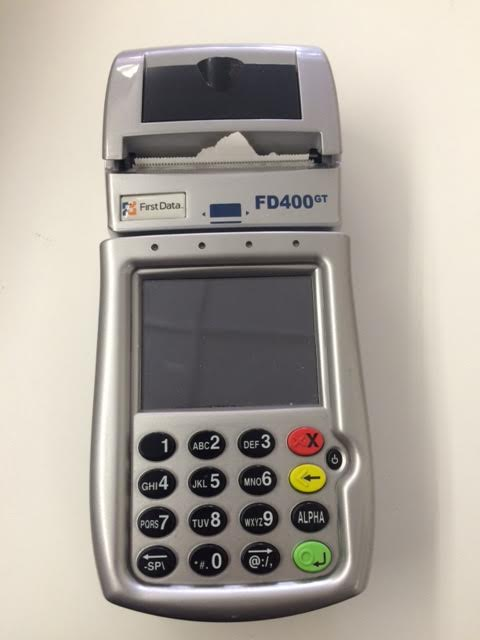 First Data
FD400GT
1 ABC2 DEF3 X
GHI4 JKL5 MNO6
PQRS7 TUV8 WXYZ9 ALPHA
-SP\ *#.0 @:/,